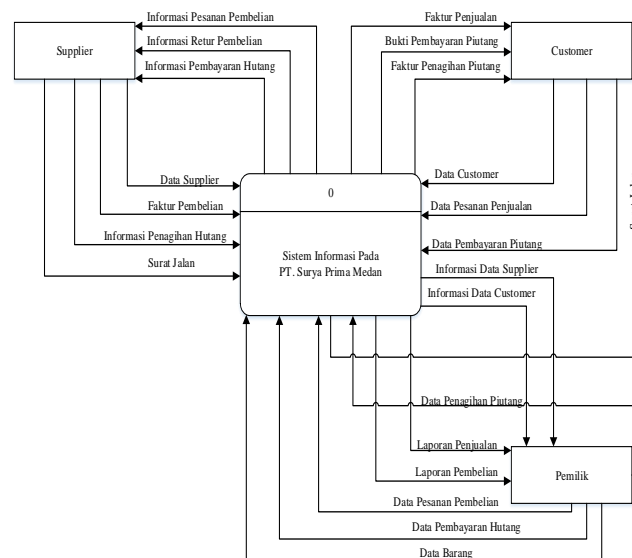 Informasi Pesanan Pembelian
Informasi Retur Pembelian
Informasi Pembayaran Hutang
Supplier
Faktur Penjualan
Bukti Pembayaran Piutang
Faktur Penagihan Piutang
Customer
Data Supplier
Faktur Pembelian
Informasi Penagihan Hutang
Surat Jalan
0
Sistem Informasi Pada
PT. Surya Prima Medan
Data Customer
Data Pesanan Penjualan
Data Pembayaran Piutang
Informasi Data Supplier
Informasi Data Customer
Data Penagihan Piutang
Laporan Penjualan
Laporan Pembelian
Pemilik
Data Pesanan Pembelian
Data Pembayaran Hutang
Data Barang